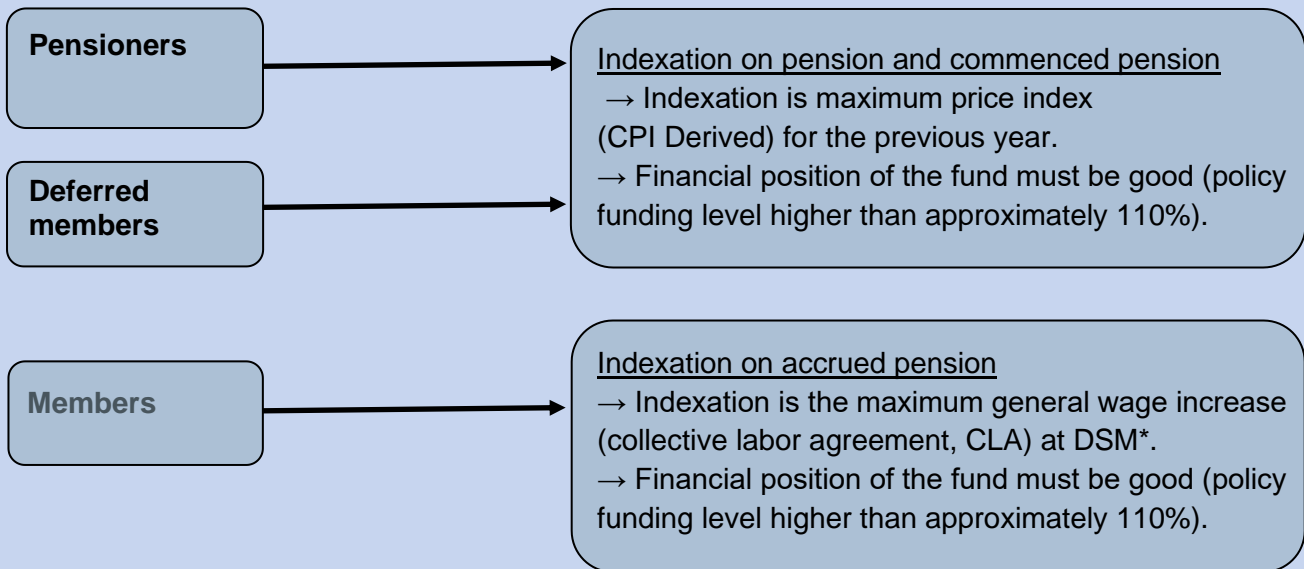 Pensioners
Indexation on pension and commenced pension
→ Indexation is maximum price index
(CPI Derived) for the previous year.
→ Financial position of the fund must be good (policy
funding level higher than approximately 110%).
Deferred
members
Members
Indexation on accrued pension
→ Indexation is the maximum general wage increase
(collective labor agreement, CLA) at DSM*.
→ Financial position of the fund must be good (policy
funding level higher than approximately 110%).